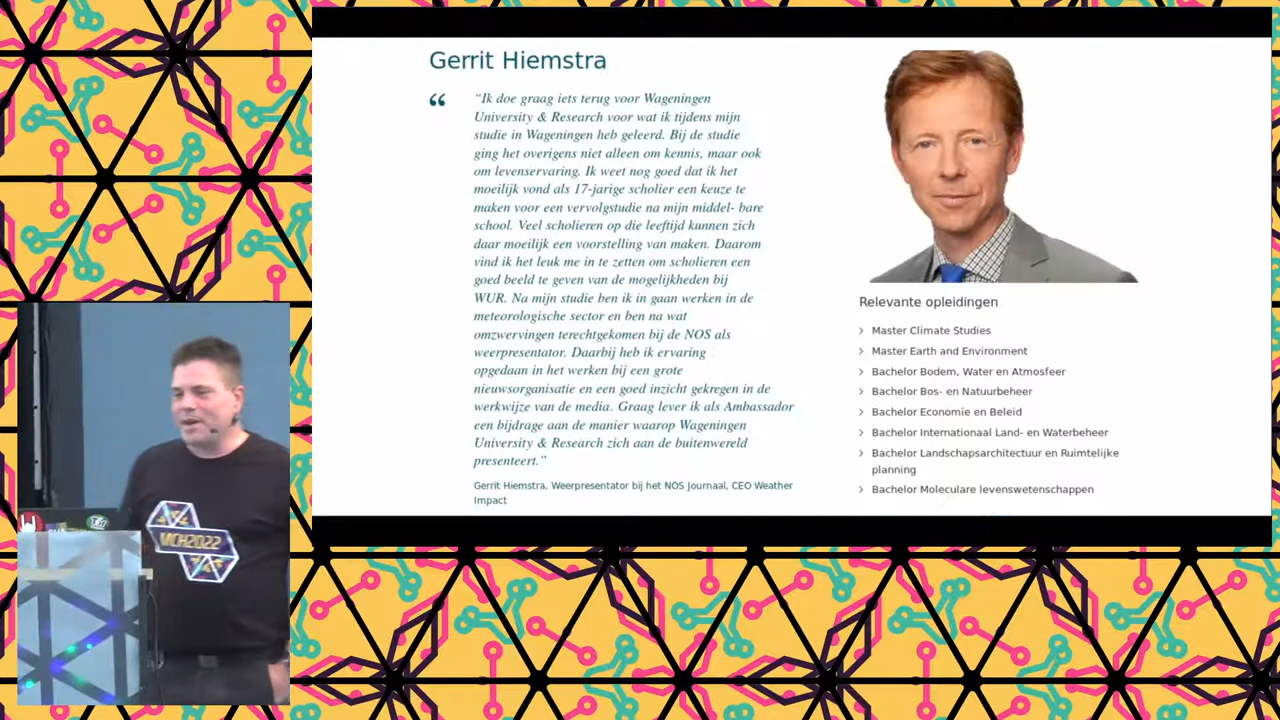 Gerrit Hiemstra
“
“Ik doe graag iets terug voor Wageningen
University & Research voor wat ik tijdens mijn
studie in Wageningen heb geleerd. Bij de studie
ging het overigens niet alleen om kennis, maar ook
om levenservaring. Ik weet nog goed dat ik het
moeilijk vond als 17-jarige scholier een keuze te
maken voor een vervolgstudie na mijn middel- bare
school. Veel scholieren op die leeftijd kunnen zich
daar moeilijk een voorstelling van maken. Daarom
vind ik het leuk me in te zetten om scholieren een
goed beeld te geven van de mogelijkheden bij
WUR. Na mijn studie ben ik in gaan werken in de
meteorologische sector en ben na wat
omzwervingen terechtgekomen bij de NOS als
weerpresentator. Daarbij heb ik ervaring
opgedaan in het werken bij een grote
nieuwsorganisatie en een goed inzicht gekregen in de
werkwijze van de media. Graag lever ik als Ambassador
een bijdrage aan de manier waarop Wageningen
University & Research zich aan de buitenwereld
presenteert.”
Gerrit Hiemstra, Weerpresentator bij het NOS Journaal, CEO Weather
Impact
Relevante opleidingen
Master Climate Studies
Master Earth and Environment
Bachelor Bodem, Water en Atmosfeer
Bachelor Bos- en Natuurbeheer
Bachelor Economie en Beleid
Bachelor Internationaal Land- en Waterbeheer
Bachelor Landschapsarchitectuur en Ruimtelijke
planning
Bachelor Moleculare levenswetenschappen
MCH2022